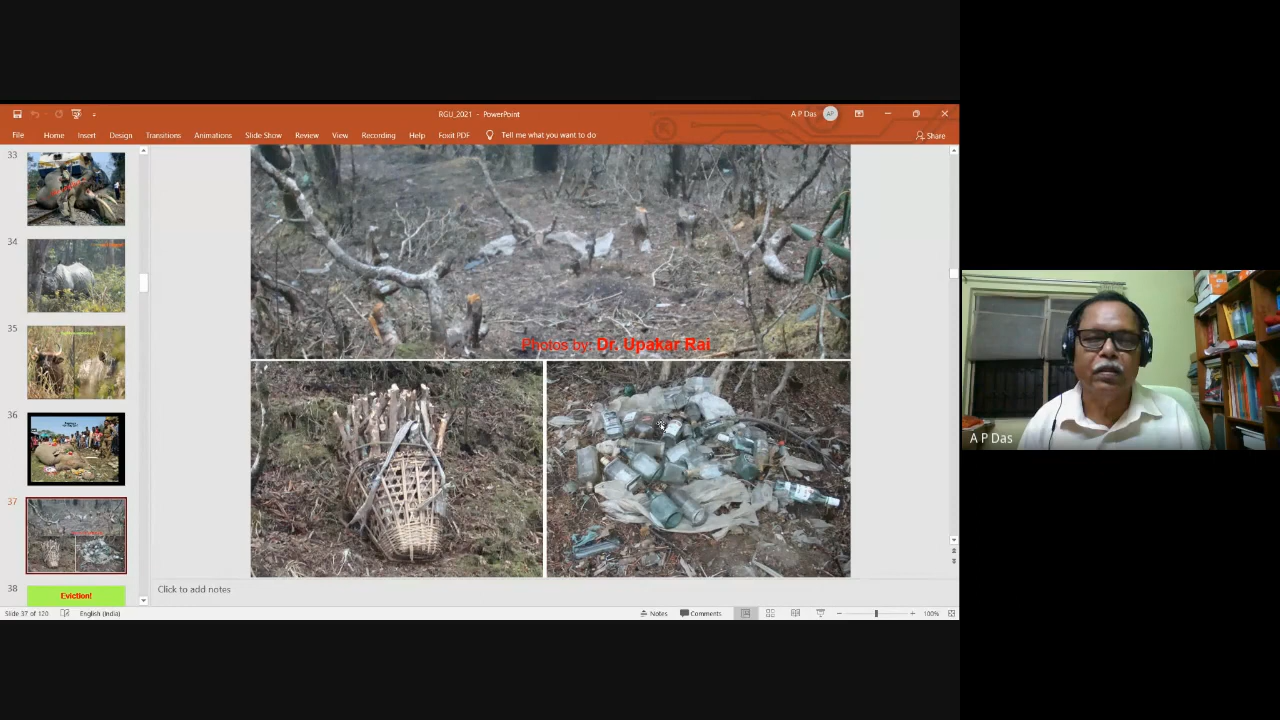 RGU_2021 - PowerPoint
A P Das
AP
File Home Insert Design Transitions Animations Slide Show Review View Recording Help Foxit PDF Tell me what you want to do
Share
33
34
35
36
37
38
Photos by: Dr. Upakar Rai
Eviction!
Click to add notes
Slide 37 of 120 English (India)
Notes Comments 100%
A P Das